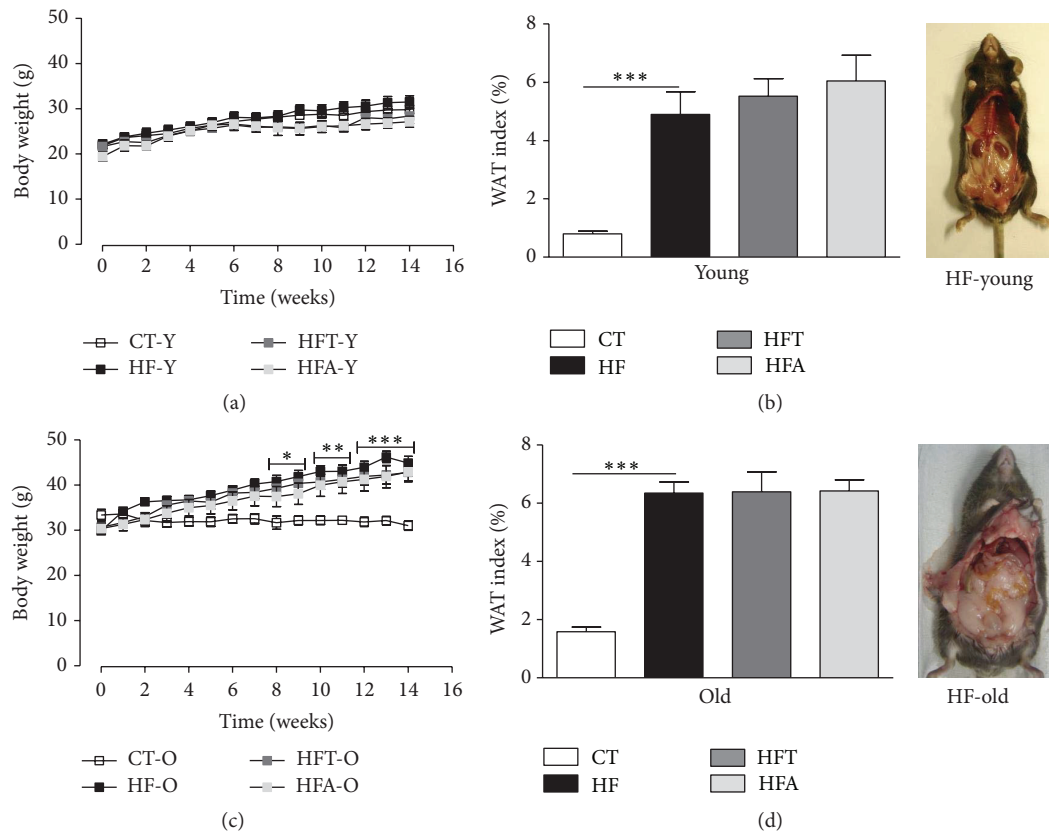 50
40
30
20
10
0
Body weight (g)
0 2 4 6 8 10 12 14 16
Time (weeks)
CT-Y
HF-Y
HFT-Y
HFA-Y
(a)
8
6
4
2
0
WAT index (%)
***
Young
HF-young
CT
HF
HFT
HFA
(b)
50
40
30
20
10
0
Body weight (g)
*
**
***
0 2 4 6 8 10 12 14 16
Time (weeks)
CT-O
HF-O
HFT-O
HFA-O
(c)
8
6
4
2
0
WAT index (%)
***
Old
HF-old
CT
HF
HFT
HFA
(d)